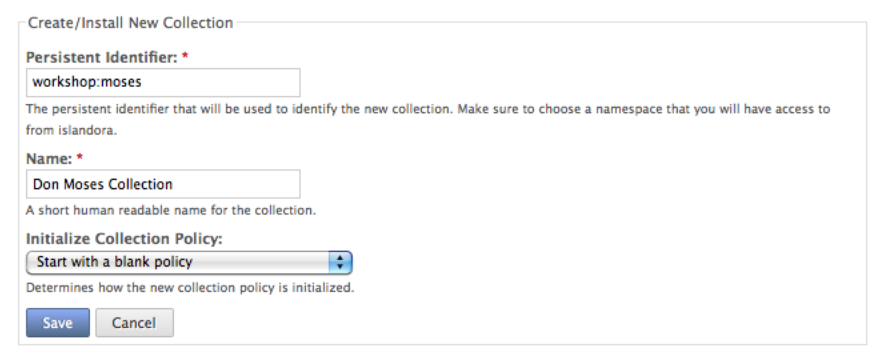 Create/Install New Collection
Persistent Identifier: *
workshop:moses
The persistent identifier that will be used to identify the new collection. Make sure to choose a namespace that you will have access to
from islandora.
Name: *
Don Moses Collection
A short human readable name for the collection.
Initialize Collection Policy:
Start with a blank policy
Determines how the new collection policy is initialized.
Save Cancel